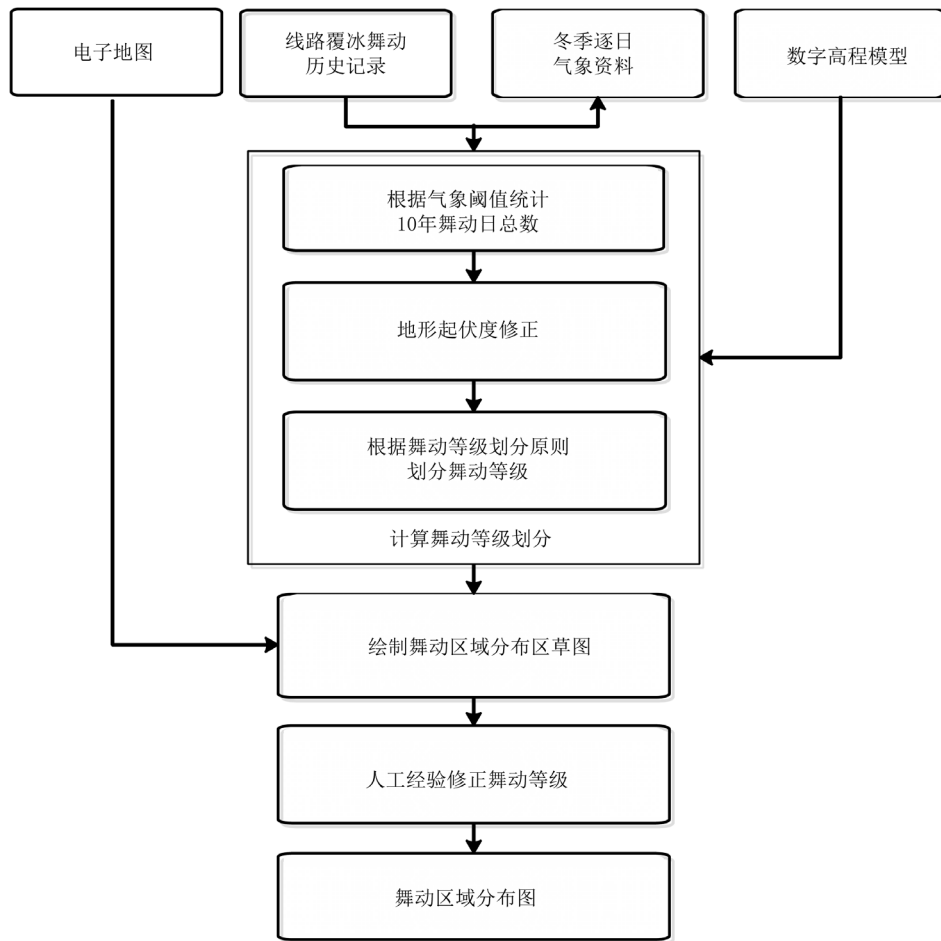 电子地图
线路覆冰舞动
历史记录
冬季逐日
气象资料
数字高程模型
根据气象阈值统计
10年舞动日总数
地形起伏度修正
根据舞动等级划分原则
划分舞动等级
计算舞动等级划分
绘制舞动区域分布区草图
人工经验修正舞动等级
舞动区域分布图